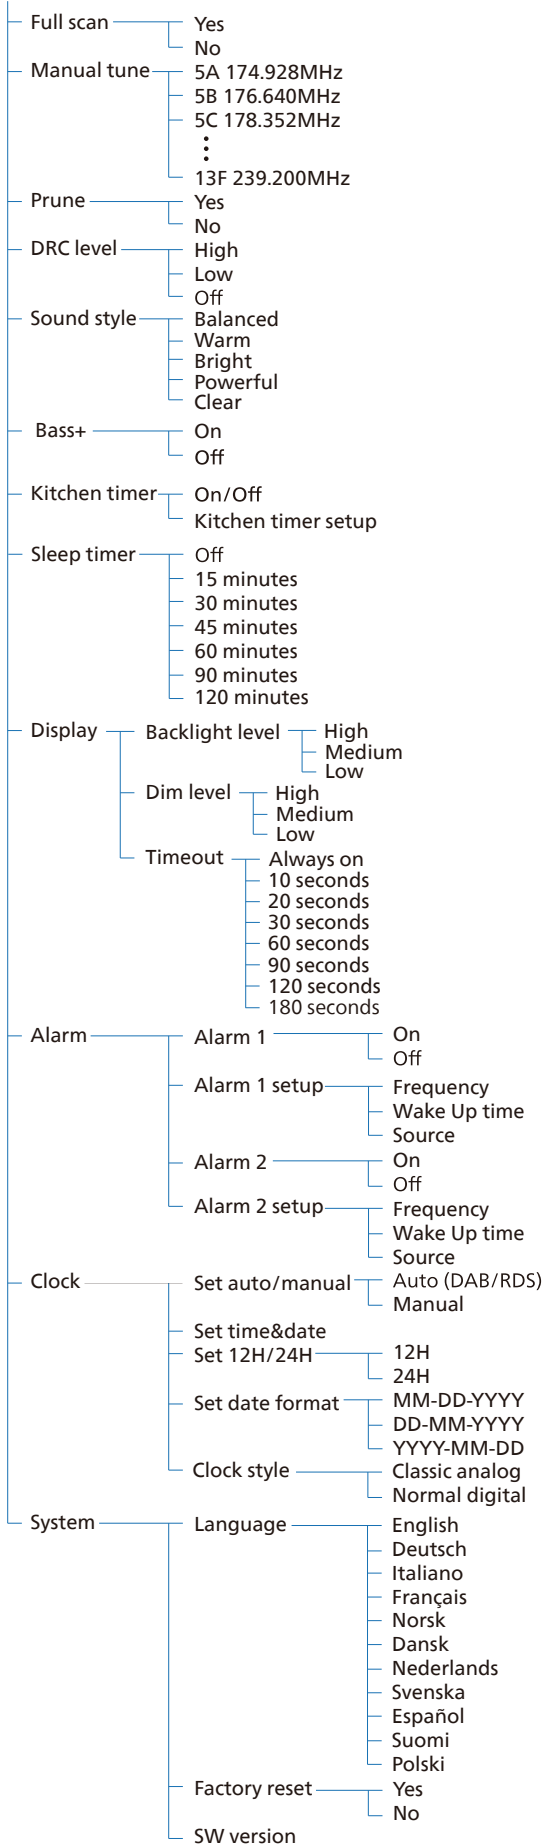 Full scan Yes
No
Manual tune 5A 174.928MHz
5B 176.640MHz
5C 178.352MHz
⋮
13F 239.200MHz
Prune Yes
No
DRC level High
Low
Off
Sound style Balanced
Warm
Bright
Powerful
Clear
Bass+ On
Off
Kitchen timer On/Off
Kitchen timer setup
Sleep timer Off
15 minutes
30 minutes
45 minutes
60 minutes
90 minutes
120 minutes
Display Backlight level High
Medium
Low
Dim level High
Medium
Low
Timeout Always on
10 seconds
20 seconds
30 seconds
60 seconds
90 seconds
120 seconds
180 seconds
Alarm Alarm 1 On
Off
Alarm 1 setup Frequency
Wake Up time
Source
Alarm 2 On
Off
Alarm 2 setup Frequency
Wake Up time
Source
Clock Set auto/manual Auto (DAB/RDS)
Manual
Set time&date
Set 12H/24H 12H
24H
Set date format MM-DD-YYYY
DD-MM-YYYY
YYYY-MM-DD
Clock style Classic analog
Normal digital
System Language English
Deutsch
Italiano
Français
Norsk
Dansk
Nederlands
Svenska
Español
Suomi
Polski
Factory reset Yes
No
SW version